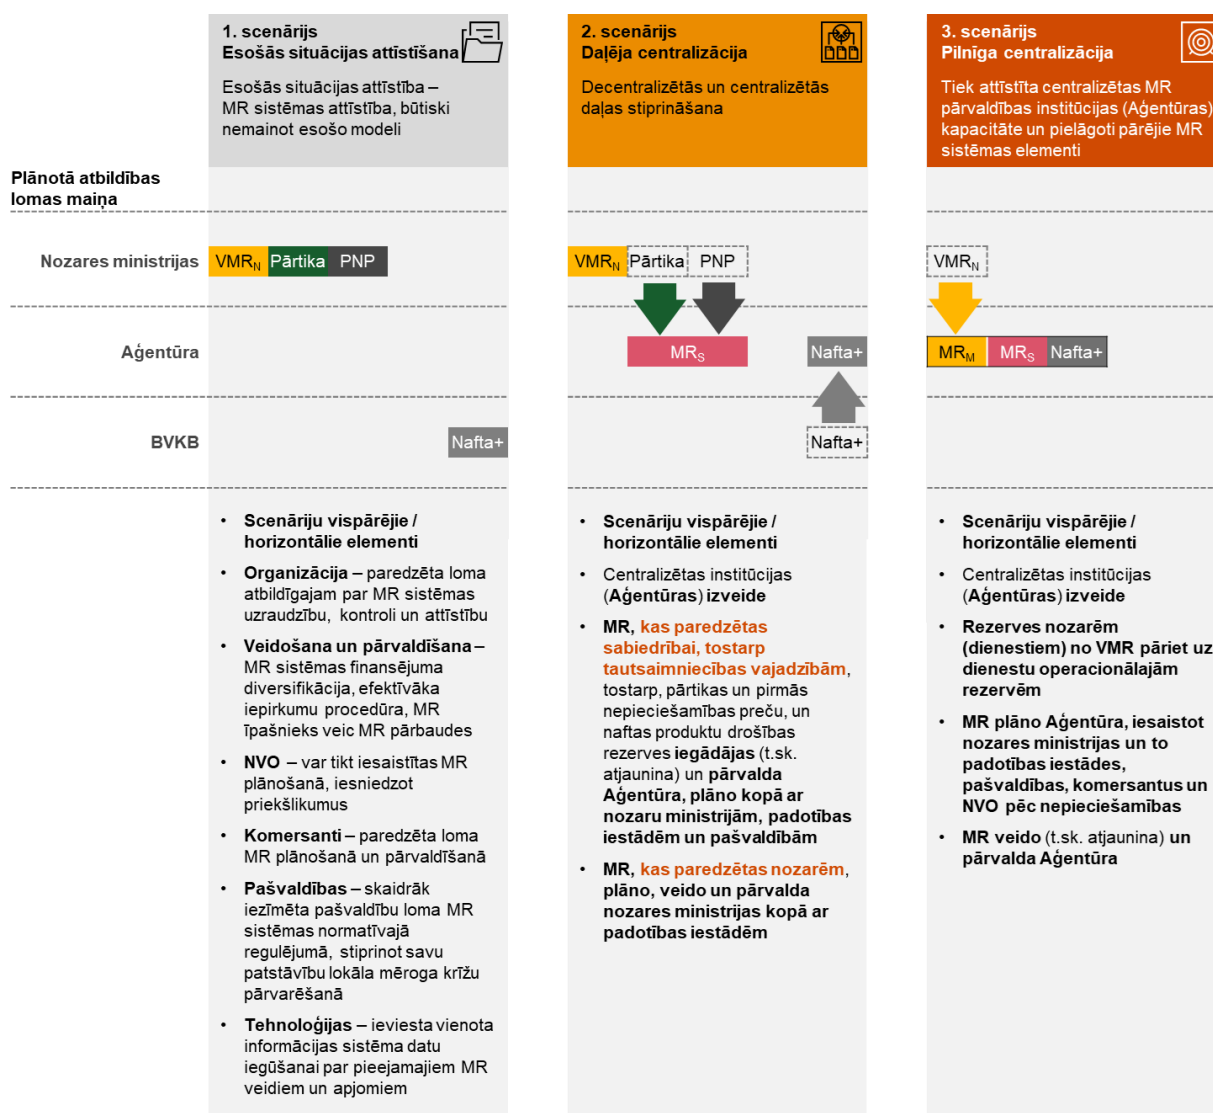 1. scenārijs
Esošās situācijas attīstīšana
Esošās situācijas attīstība –
MR sistēmas attīstība, būtiski
nemainot esošo modeli
2. scenārijs
Daļēja centralizācija
Decentralizētās un centralizētās
daļas stiprināšana
3. scenārijs
Pilnīga centralizācija
Tiek attīstīta centralizētas MR
pārvaldības institūcijas (Aģentūras)
kapacitāte un pielāgoti pārējie MR
sistēmas elementi
Plānotā atbildības
lomas maiņa
Nozares ministrijas
VMRN Pārtika PNP
VMRN Pārtika PNP
VMRN
Aģentūra
MRS
Nafta+
MRM MRS Nafta+
BVKB
Nafta+
Nafta+
• Scenāriju vispārējie /
horizontālie elementi
• Organizācija – paredzēta loma
atbildīgajam par MR sistēmas
uzraudzību, kontroli un attīstību
• Veidošana un pārvaldīšana –
MR sistēmas finansējuma
diversifikācija, efektīvāka
iepirkumu procedūra, MR
īpašnieks veic MR pārbaudes
• NVO – var tikt iesaistītas MR
plānošanā, iesniedzot
priekšlikumus
• Komersanti – paredzēta loma
MR plānošanā un pārvaldīšanā
• Pašvaldības – skaidrāk
iezīmēta pašvaldību loma MR
sistēmas normatīvajā
regulējumā, stiprinot savu
patstāvību lokāla mēroga krīžu
pārvarēšanā
• Tehnoloģijas – ieviesta vienota
informācijas sistēma datu
iegūšanai par pieejamajiem MR
veidiem un apjomiem
• Scenāriju vispārējie /
horizontālie elementi
• Centralizētas institūcijas
(Aģentūras) izveide
• MR, kas paredzētas
sabiedrībai, tostarp
tautsaimniecības vajadzībām,
tostarp, pārtikas un pirmās
nepieciešamības preču, un
naftas produktu drošības
rezerves iegādājas (t.sk.
atjaunina) un pārvalda
Aģentūra, plāno kopā ar
nozaru ministrijām, padotības
iestādēm un pašvaldībām
• MR, kas paredzētas nozarēm,
plāno, veido un pārvalda
nozares ministrijas kopā ar
padotības iestādēm
• Scenāriju vispārējie /
horizontālie elementi
• Centralizētas institūcijas
(Aģentūras) izveide
• Rezerves nozarēm
(dienestiem) no VMR pāriet uz
dienestu operacionālajām
rezervēm
• MR plāno Aģentūra, iesaistot
nozares ministrijas un to
padotības iestādes,
pašvaldības, komersantus un
NVO pēc nepieciešamības
• MR veido (t.sk. atjaunina) un
pārvalda Aģentūra